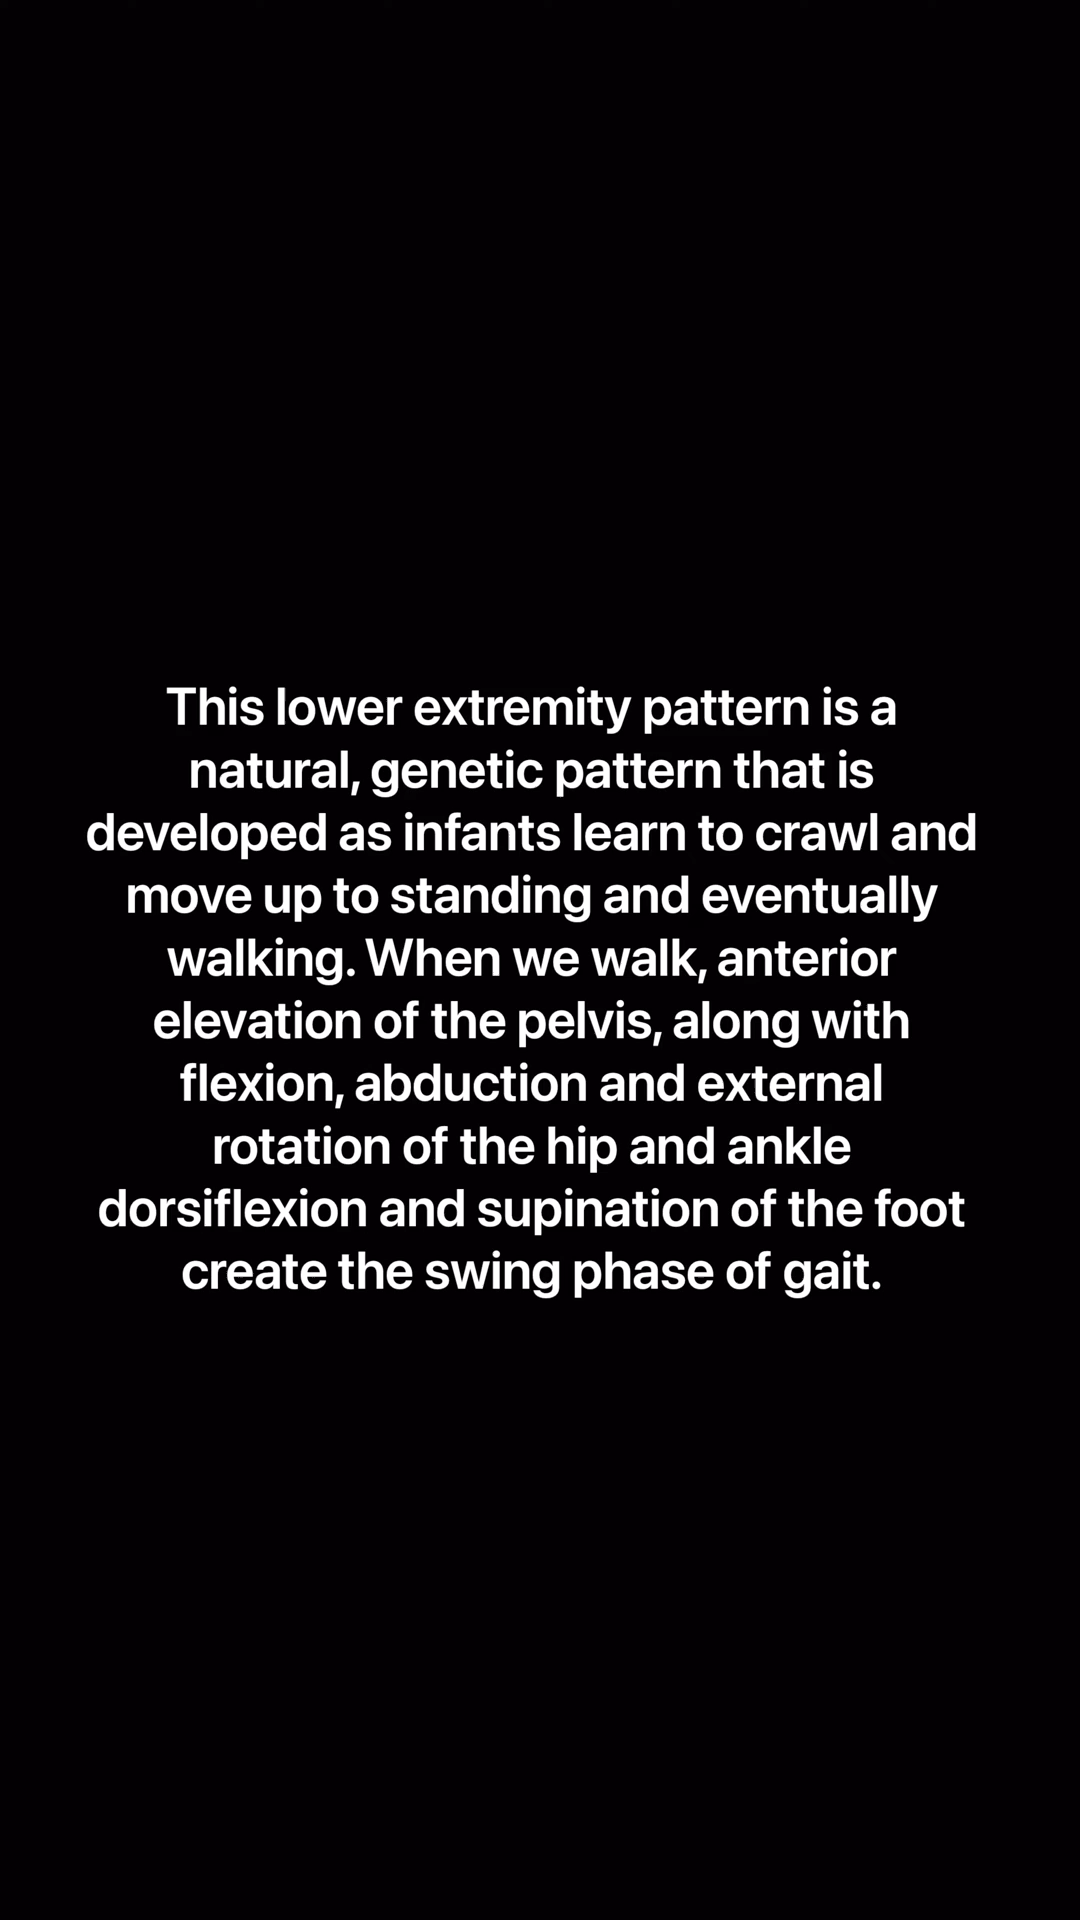 This lower extremity pattern is a
natural, genetic pattern that is
developed as infants learn to crawl and
move up to standing and eventually
walking. When we walk, anterior
elevation of the pelvis, along with
flexion, abduction and external
rotation of the hip and ankle
dorsiflexion and supination of the foot
create the swing phase of gait.